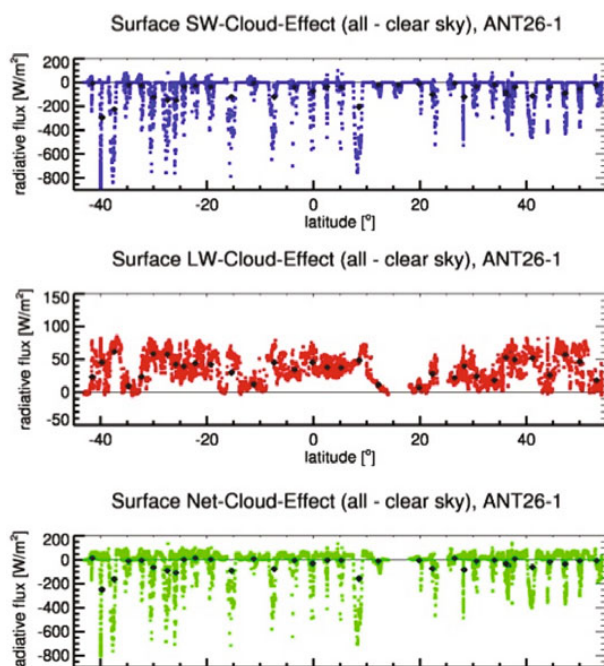 Surface SW-Cloud-Effect (all - clear sky), ANT26-1
radiative flux [W/m²]
200
0
-200
-400
-600
-800
-40 -20 0 20 40
latitude [°]
Surface LW-Cloud-Effect (all - clear sky), ANT26-1
radiative flux [W/m²]
150
100
50
0
-50
-40 -20 0 20 40
latitude [°]
Surface Net-Cloud-Effect (all - clear sky), ANT26-1
radiative flux [W/m²]
200
0
-200
-400
-600
-800